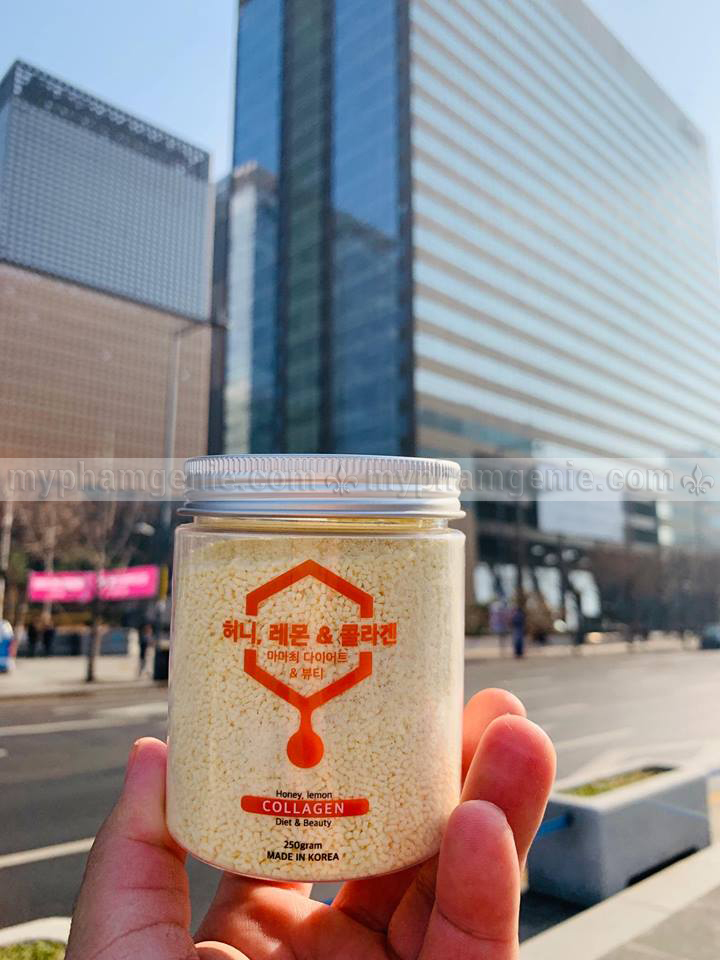 myphamgenie.com myphamgenie.com
허니, 레몬 & 콜라겐
마마최 다이어트
& 뷰티
Honey, lemon
COLLAGEN
Diet & Beauty
250gram
MADE IN KOREA